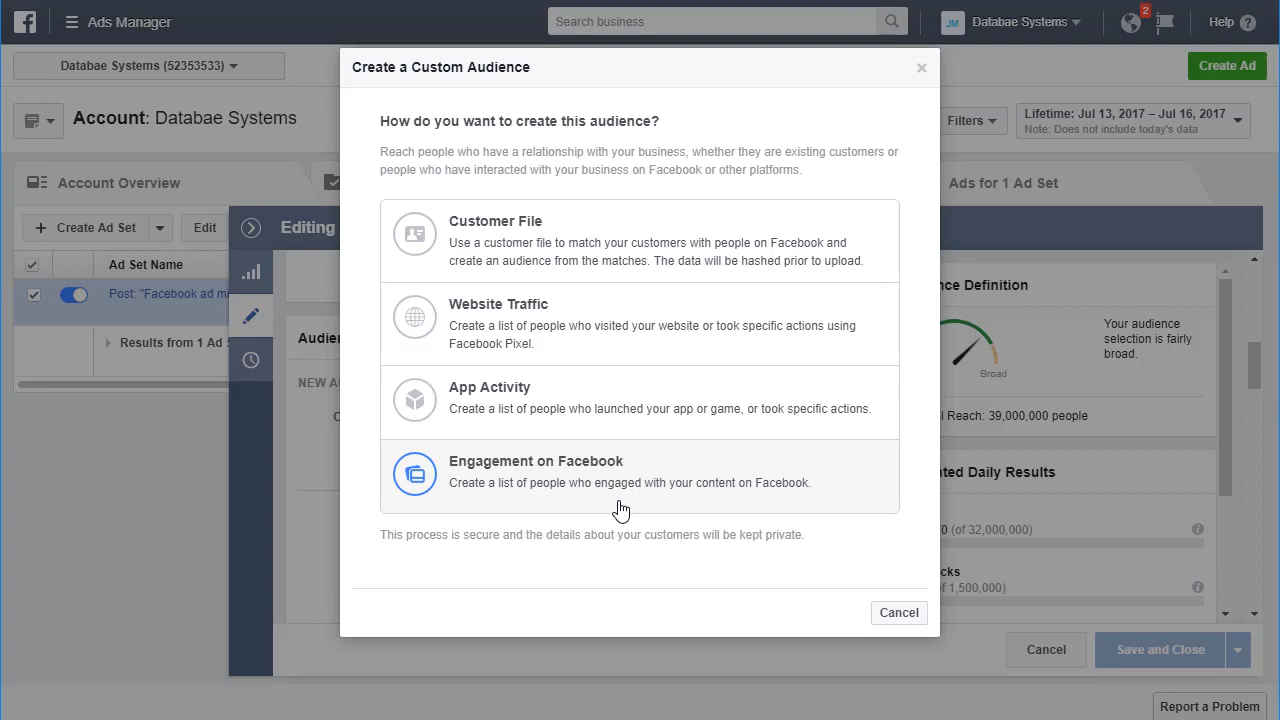 Ads Manager
Search business
JM
Databae Systems
2
Help
Databae Systems (52353533)
Create Ad
Account: Databae Systems
Filters
Lifetime: Jul 13, 2017 – Jul 16, 2017
Note: Does not include today's data
Account Overview
Ads for 1 Ad Set
Create Ad Set
Edit
Editing
Ad Set Name
Post: "Facebook ad m
Results from 1 Ad
Audien
NEW AU
Create a Custom Audience
How do you want to create this audience?
Reach people who have a relationship with your business, whether they are existing customers or
people who have interacted with your business on Facebook or other platforms.
Customer File
Use a customer file to match your customers with people on Facebook and
create an audience from the matches. The data will be hashed prior to upload.
Website Traffic
Create a list of people who visited your website or took specific actions using
Facebook Pixel.
App Activity
Create a list of people who launched your app or game, or took specific actions.
Engagement on Facebook
Create a list of people who engaged with your content on Facebook.
This process is secure and the details about your customers will be kept private.
Cancel
nce Definition
Your audience
selection is fairly
broad.
Broad
l Reach: 39,000,000 people
ted Daily Results
0 (of 32,000,000)
cks
of 1,500,000)
Cancel
Save and Close
Report a Problem